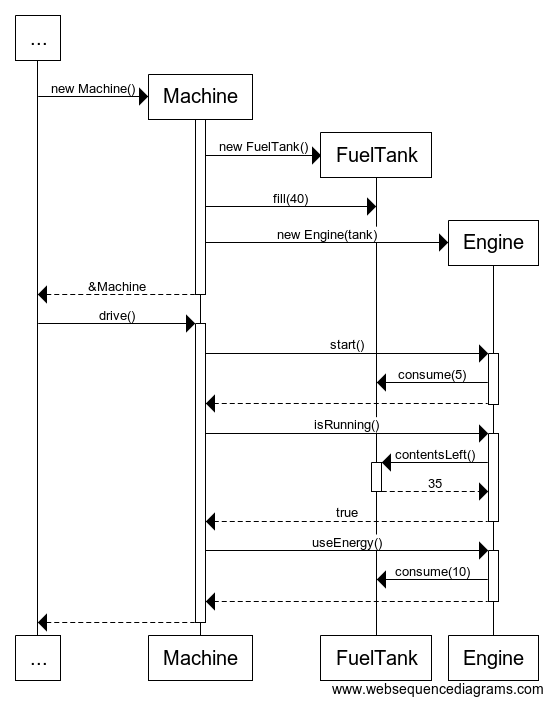 ...
new Machine()
Machine
new FuelTank()
FuelTank
fill(40)
new Engine(tank)
Engine
&Machine
drive()
start()
consume(5)
isRunning()
contentsLeft()
35
true
useEnergy()
consume(10)
... Machine FuelTank Engine
www.websequencediagrams.com